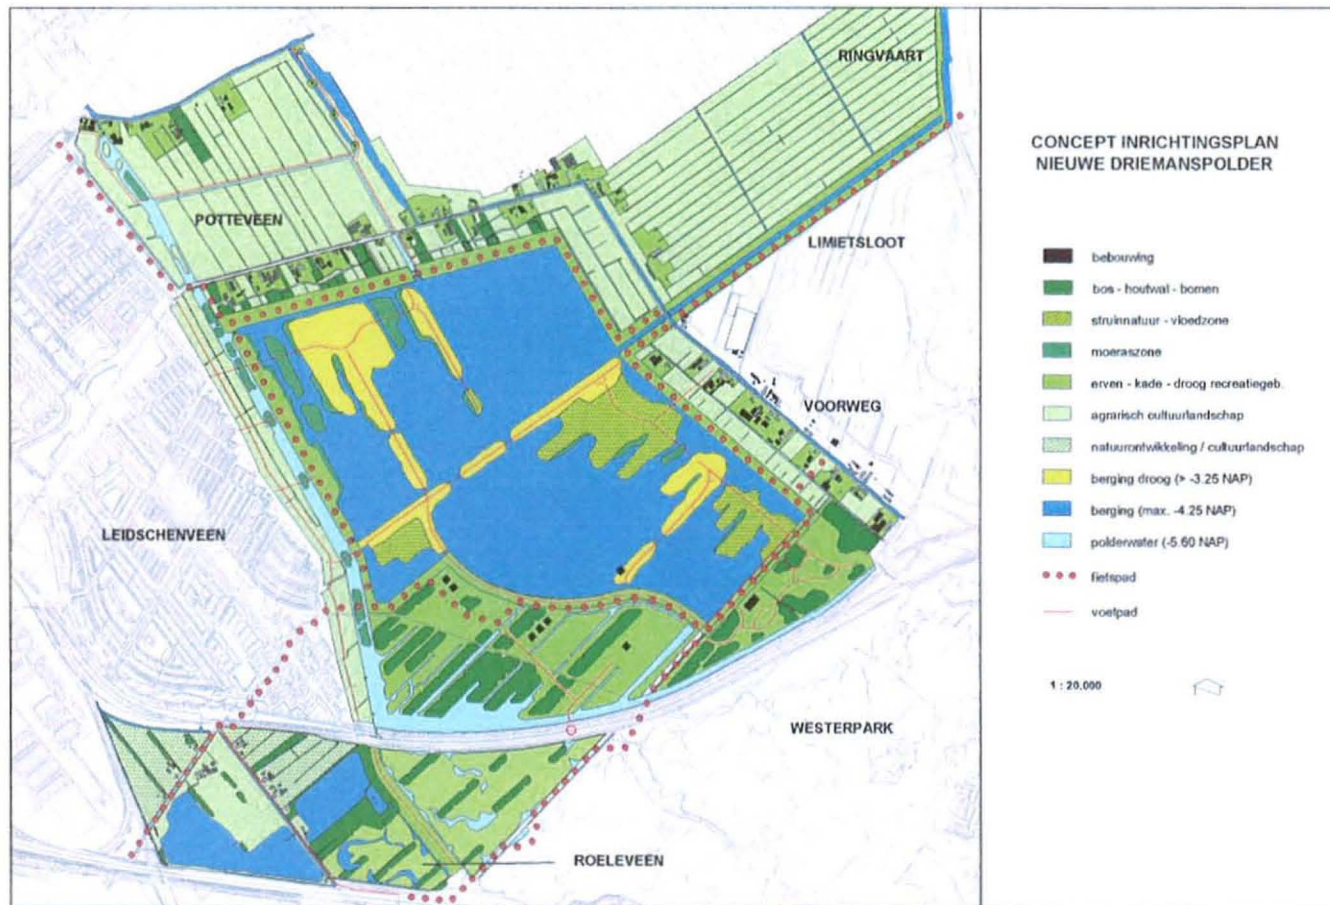 RINGVAART
CONCEPT INRICHTINGSPLAN
NIEUWE DRIEMANSPOLDER
POTTEVEEN
LIMIETSLOOT
VOORWEG
LEIDSCHENVEEN
WESTERPARK
ROELEVEEN
bebouwing
bos - houtwal - bomen
struinnatuur - vloedzone
moeraszone
erven - kade - droog recreatiegeb.
agrarisch cultuurlandschap
natuurontwikkeling / cultuurlandschap
berging droog (> -3.25 NAP)
berging (max. -4.25 NAP)
polderwater (-5.60 NAP)
fietspad
voetpad
1 : 20.000